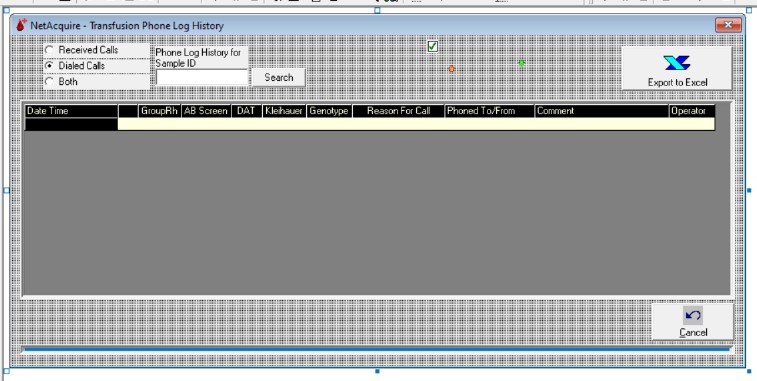 NetAcquire - Transfusion Phone Log History
Received Calls
Dialed Calls
Both
Phone Log History for
Sample ID
Search
Export to Excel
Date Time GroupRh AB Screen DAT Kleihauer Genotype Reason For Call Phoned To/From Comment Operator
Cancel